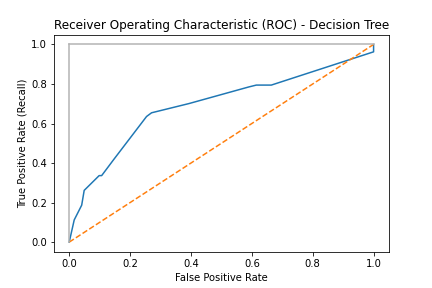 Receiver Operating Characteristic (ROC) - Decision Tree
1.0
0.8
0.6
0.4
0.2
0.0
True Positive Rate (Recall)
0.0 0.2 0.4 0.6 0.8 1.0
False Positive Rate